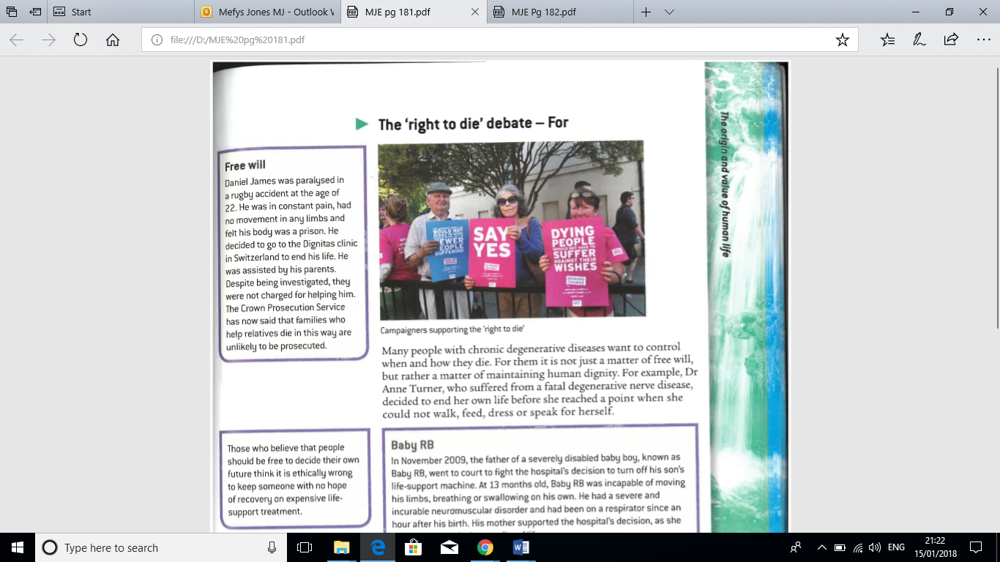 Start
Mefys Jones MJ - Outlook
MJE pg 181.pdf
MJE Pg 182.pdf
file:///D:/MJE%20pg%20181.pdf
The 'right to die' debate – For
Free will
Daniel James was paralysed in
a rugby accident at the age of
22. He was in constant pain, had
no movement in any limbs and
felt his body was a prison. He
decided to go to the Dignitas clinic
in Switzerland to end his life. He
was assisted by his parents.
Despite being investigated, they
were not charged for helping him.
The Crown Prosecution Service
has now said that families who
help relatives die in this way are
unlikely to be prosecuted.
WOULD NOT
FEWER
PEOPLE
SUFFERING
SAY
YES
DYING
PEOPLE
SHOULD NOT HAVE TO
SUFFER
AGAINST THEIR
WISHES
DEMAND
CHANGE
Campaigners supporting the 'right to die'
Many people with chronic degenerative diseases want to control
when and how they die. For them it is not just a matter of free will,
but rather a matter of maintaining human dignity. For example, Dr
Anne Turner, who suffered from a fatal degenerative nerve disease,
decided to end her own life before she reached a point when she
could not walk, feed, dress or speak for herself.
The origin and value of human life
Those who believe that people
should be free to decide their own
future think it is ethically wrong
to keep someone with no hope
of recovery on expensive life-
support treatment.
Baby RB
In November 2009, the father of a severely disabled baby boy, known as
Baby RB, went to court to fight the hospital's decision to turn off his son's
life-support machine. At 13 months old, Baby RB was incapable of moving
his limbs, breathing or swallowing on his own. He had a severe and
incurable neuromuscular disorder and had been on a respirator since an
hour after his birth. His mother supported the hospital's decision, as she
Type here to search
ENG
21:22
15/01/2018